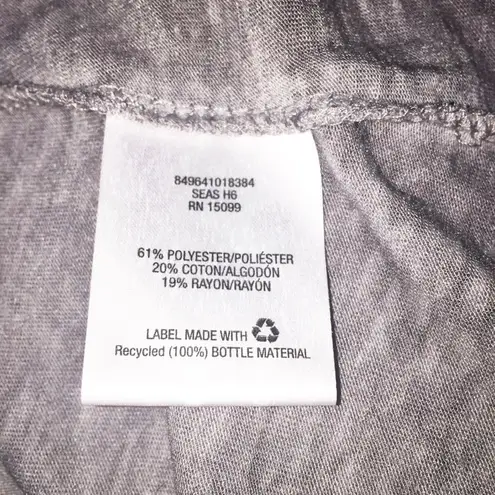 849641018384
SEAS H6
RN 15099
61% POLYESTER/POLIÉSTER
20% COTON/ALGODÓN
19% RAYON/RAYÓN
LABEL MADE WITH
Recycled (100%) BOTTLE MATERIAL